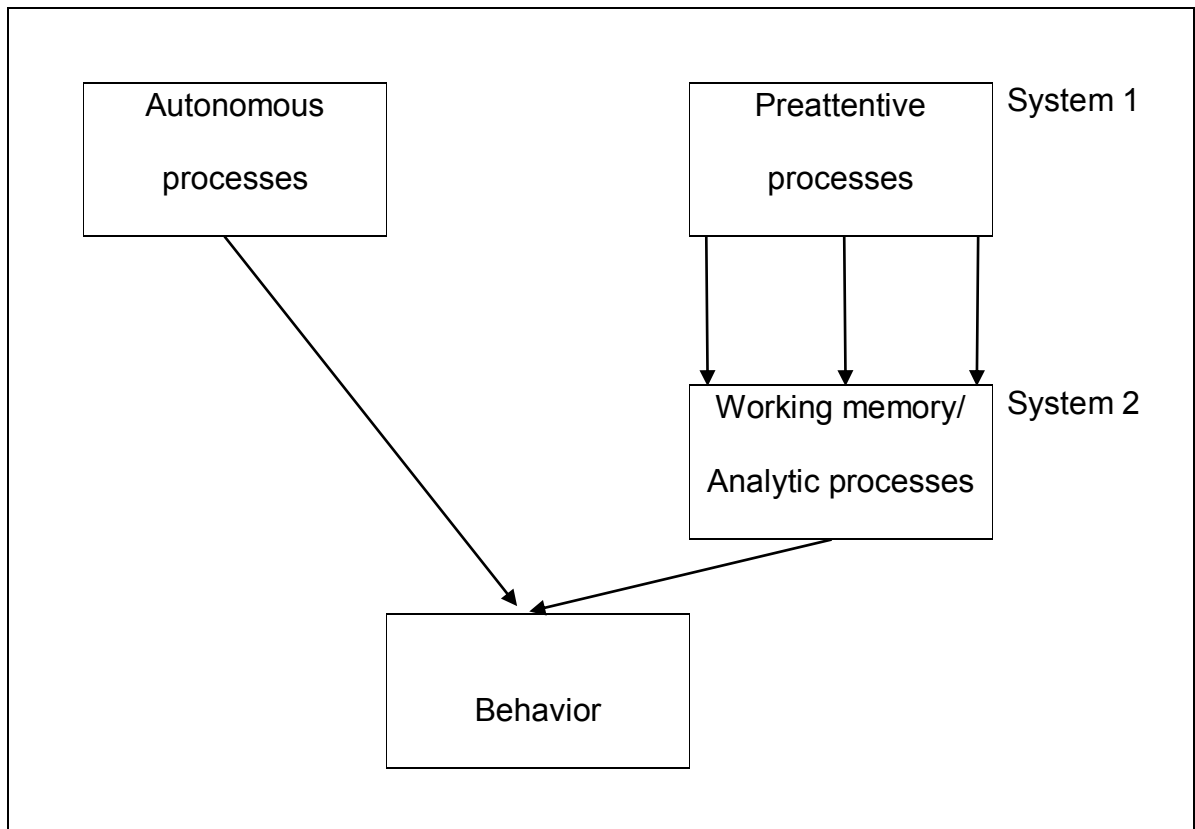 Autonomous
processes
Preattentive
processes
System 1
Working memory/
Analytic processes
System 2
Behavior